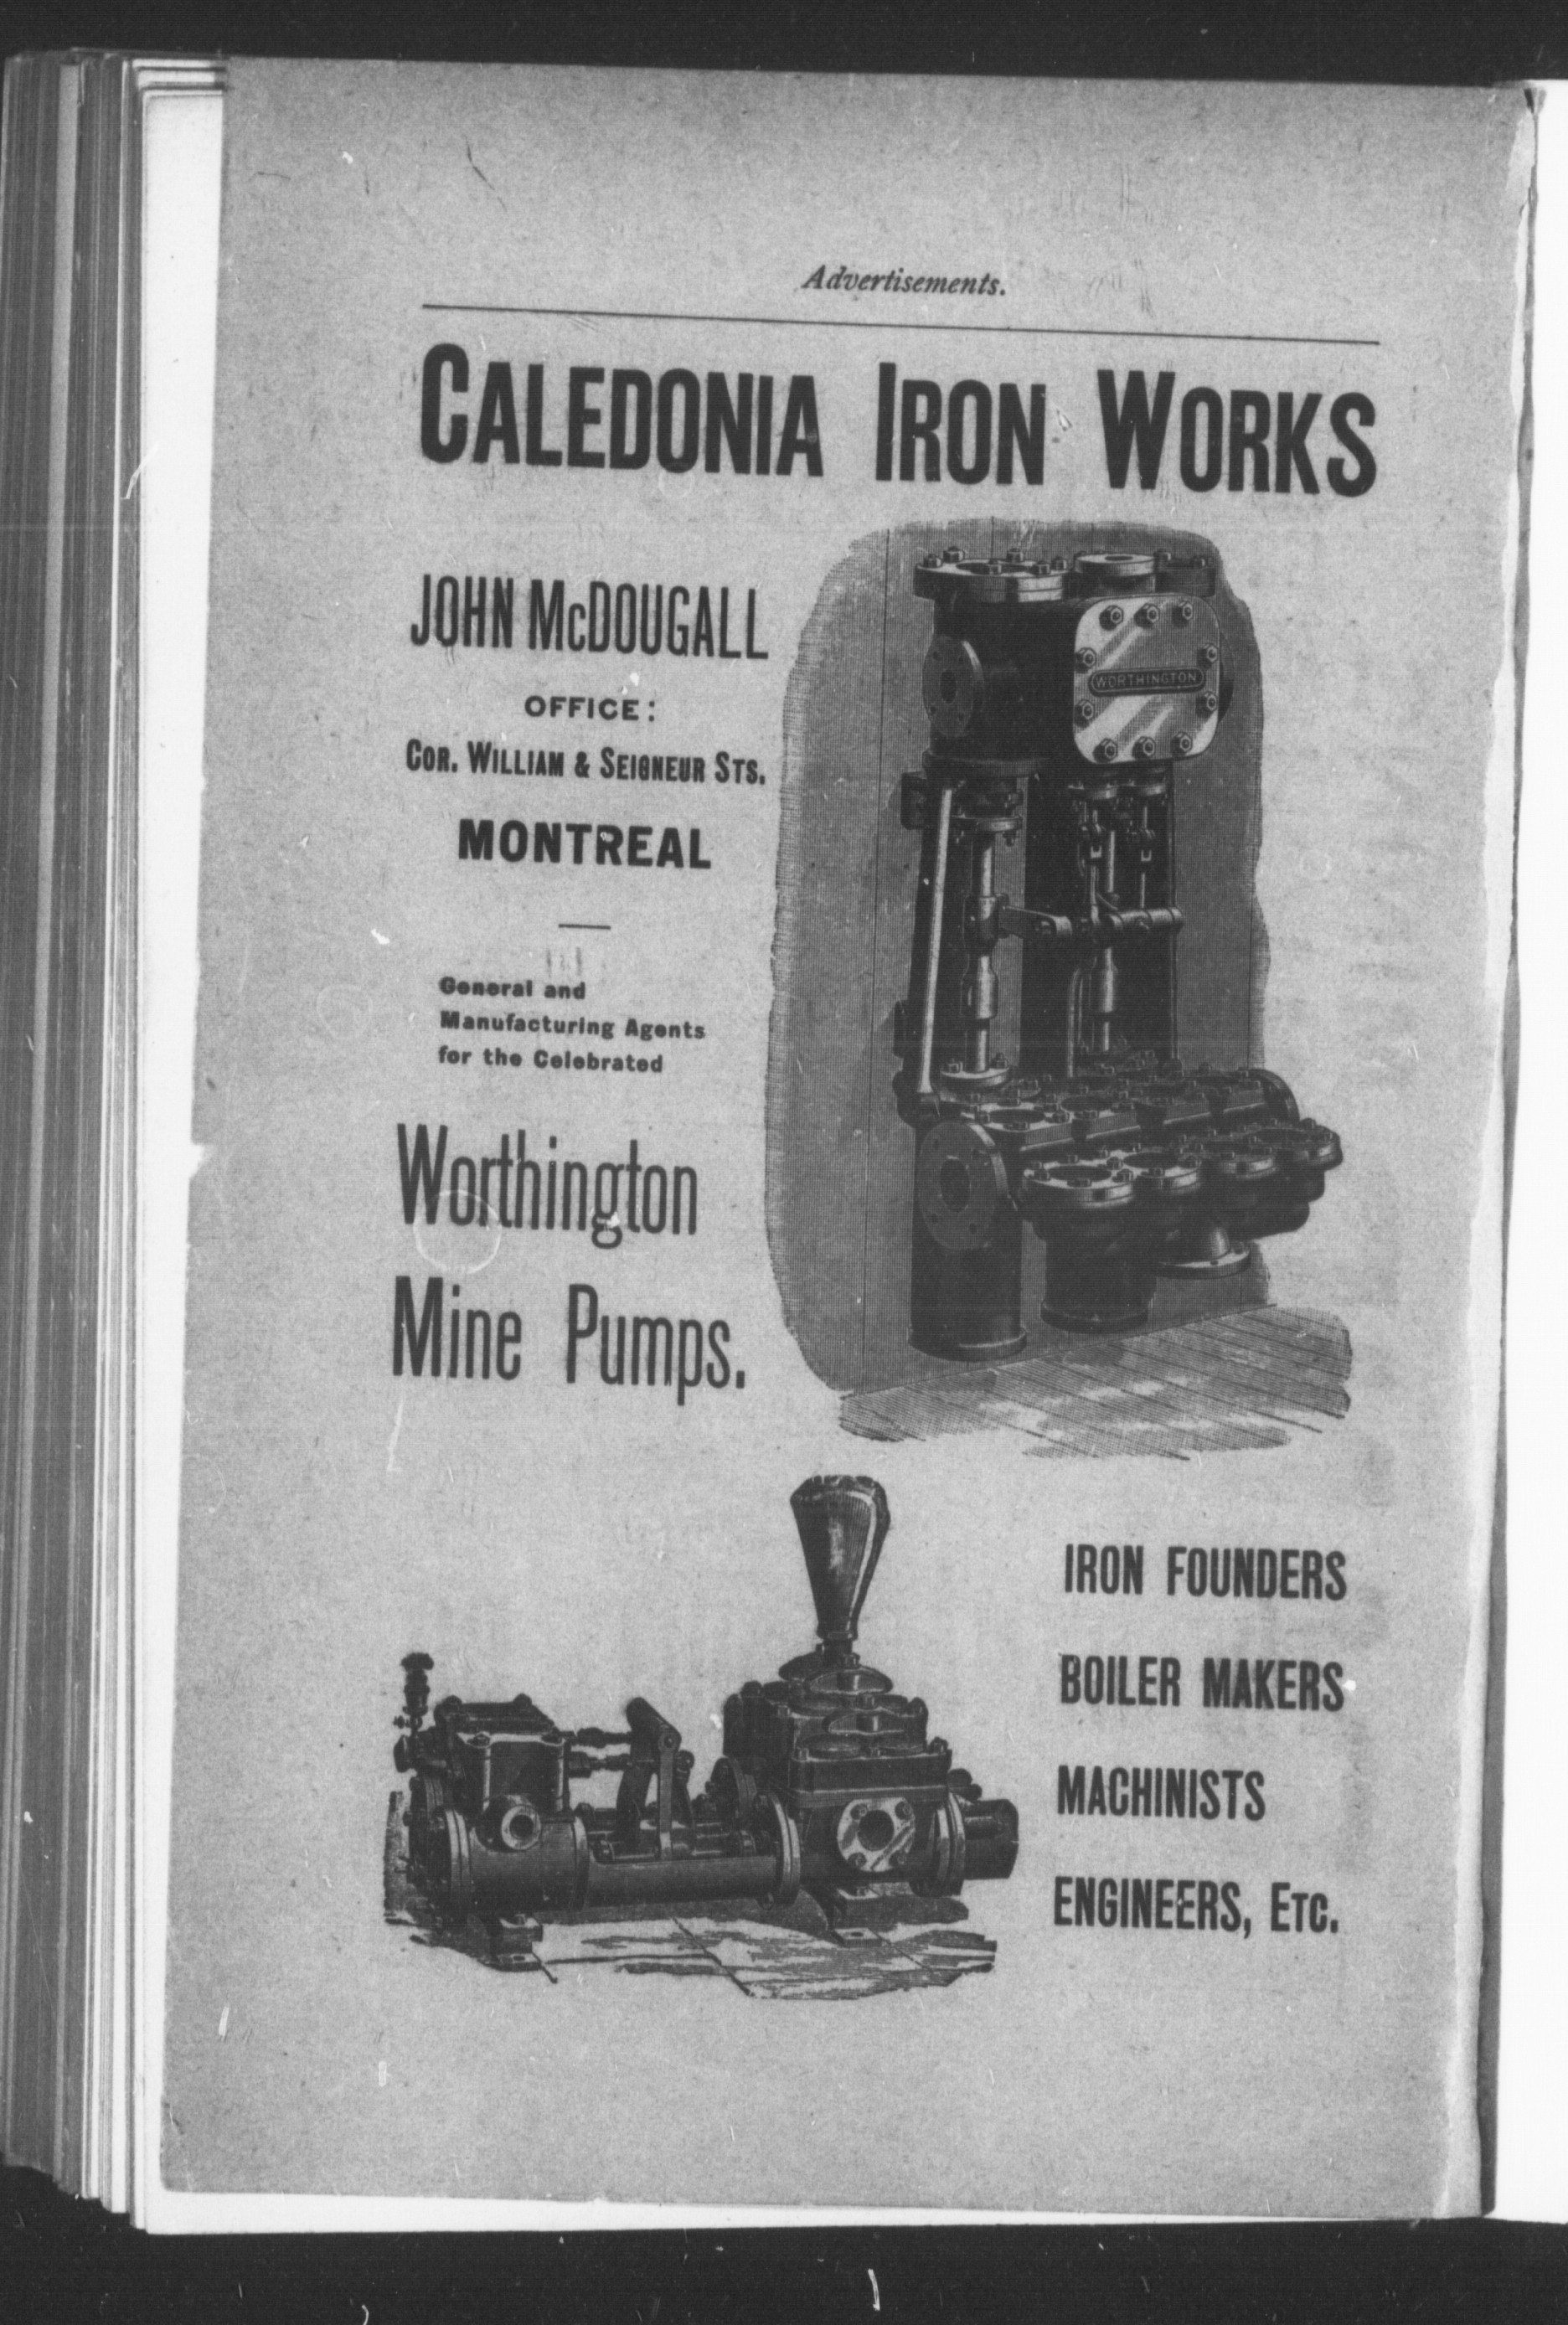 Advertisements.
CALEDONIA IRON WORKS
JOHN McDOUGALL
OFFICE:
COR. WILLIAM & SEIGNEUR STS.
MONTREAL
General and
Manufacturing Agents
for the Celebrated
Worthington
Mine Pumps.
WORTHINGTON
IRON FOUNDERS
BOILER MAKERS
MACHINISTS
ENGINEERS, ETC.